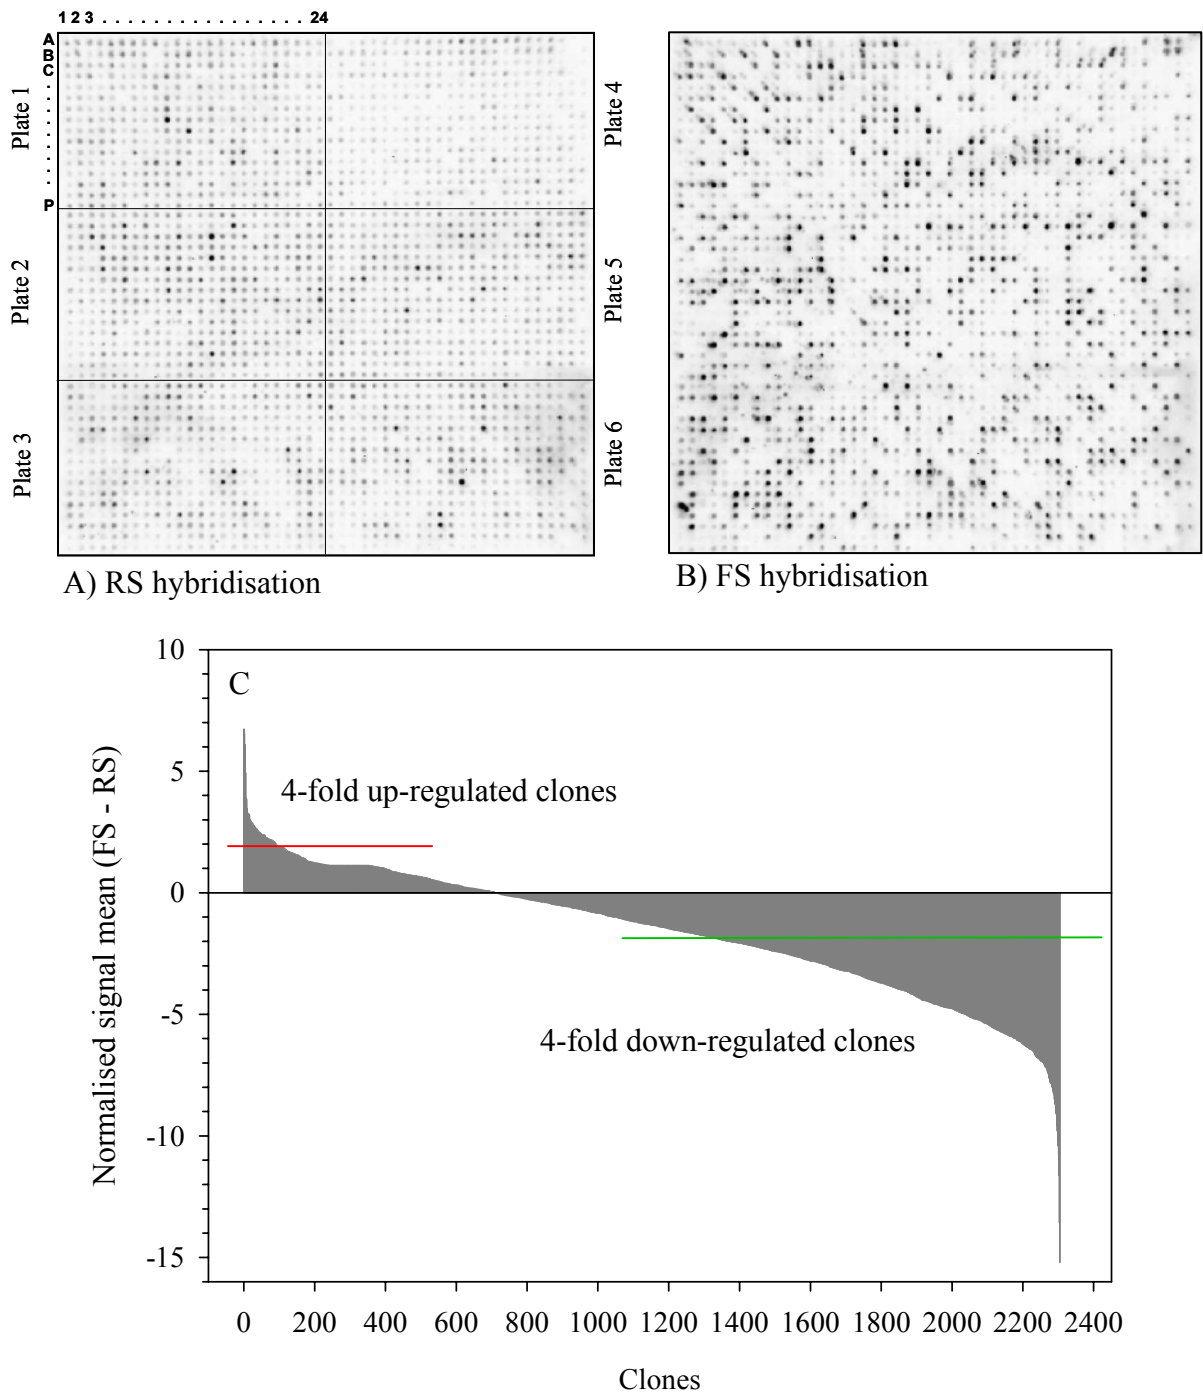 1 2 3 . . . . . . . . . . . . . . . . . 24
A
B
C
.
.
.
.
.
.
.
.
.
P
Plate 1
Plate 4
Plate 2
Plate 5
Plate 3
Plate 6
A) RS hybridisation
B) FS hybridisation
C
10
5
0
-5
-10
-15
Normalised signal mean (FS - RS)
4-fold up-regulated clones
4-fold down-regulated clones
0 200 400 600 800 1000 1200 1400 1600 1800 2000 2200 2400
Clones